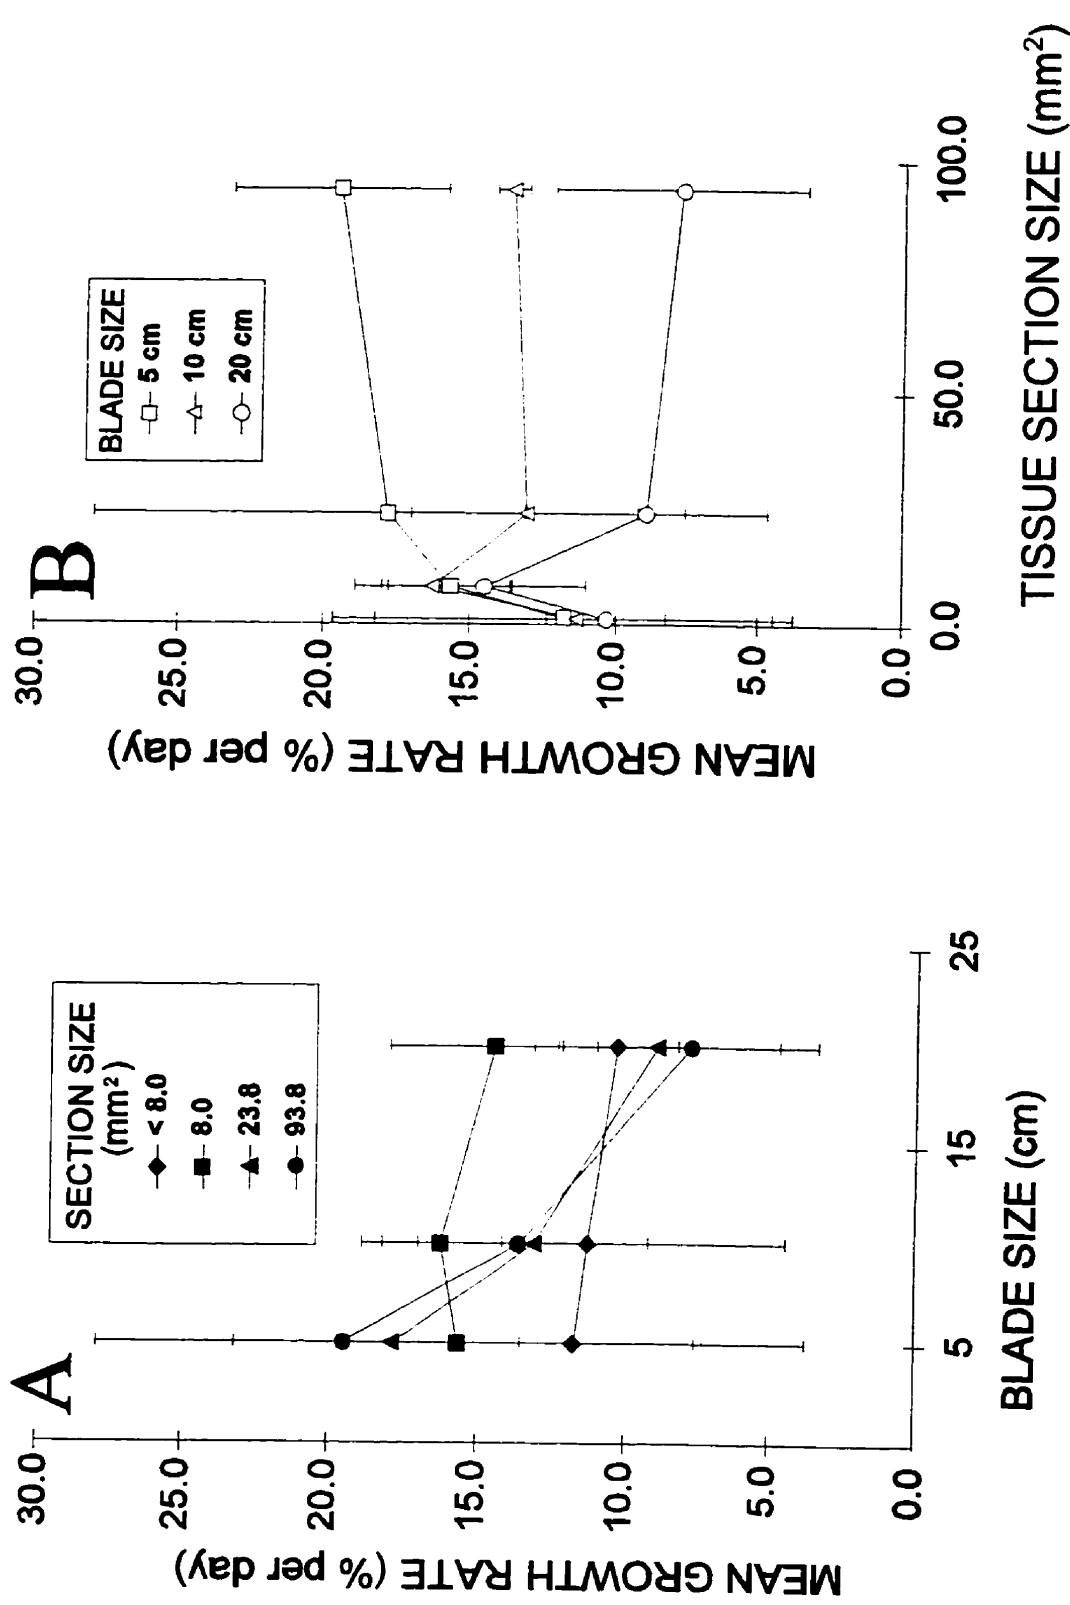 A
SECTION SIZE
(mm²)
< 8.0
8.0
23.8
93.8
MEAN GROWTH RATE (% per day)
30.0
25.0
20.0
15.0
10.0
5.0
0.0
5
15
25
BLADE SIZE (cm)
B
BLADE SIZE
5 cm
10 cm
20 cm
MEAN GROWTH RATE (% per day)
30.0
25.0
20.0
15.0
10.0
5.0
0.0
0.0
50.0
100.0
TISSUE SECTION SIZE (mm²)